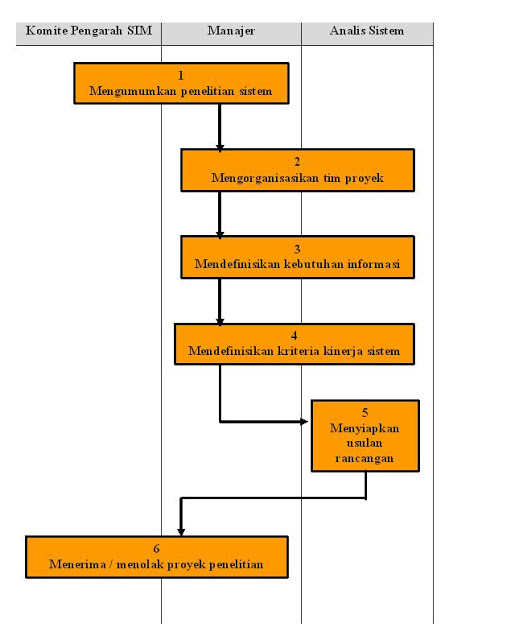 Komite Pengarah SIM
Manajer
Analis Sistem
1
Mengumumkan penelitian sistem
2
Mengorganisasikan tim proyek
3
Mendefinisikan kebutuhan informasi
4
Mendefinisikan kriteria kinerja sistem
5
Menyiapkan
usulan
rancangan
6
Menerima / menolak proyek penelitian